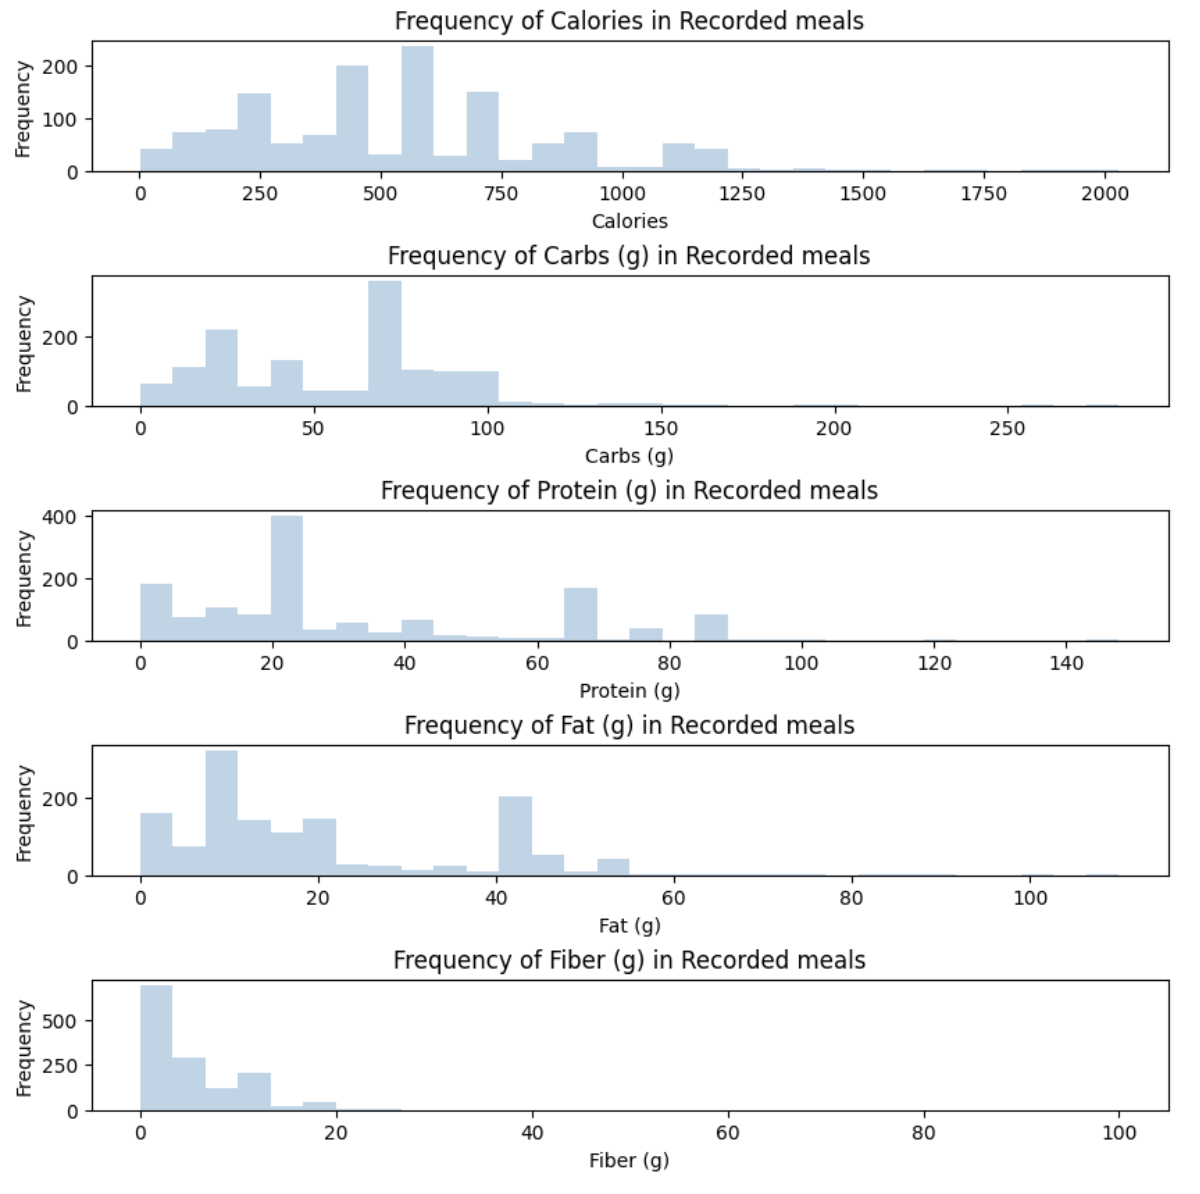 Frequency of Calories in Recorded meals
Frequency
200
100
0
0 250 500 750 1000 1250 1500 1750 2000
Calories
Frequency of Carbs (g) in Recorded meals
Frequency
200
0
0 50 100 150 200 250
Carbs (g)
Frequency of Protein (g) in Recorded meals
Frequency
400
200
0
0 20 40 60 80 100 120 140
Protein (g)
Frequency of Fat (g) in Recorded meals
Frequency
200
0
0 20 40 60 80 100
Fat (g)
Frequency of Fiber (g) in Recorded meals
Frequency
500
250
0
0 20 40 60 80 100
Fiber (g)